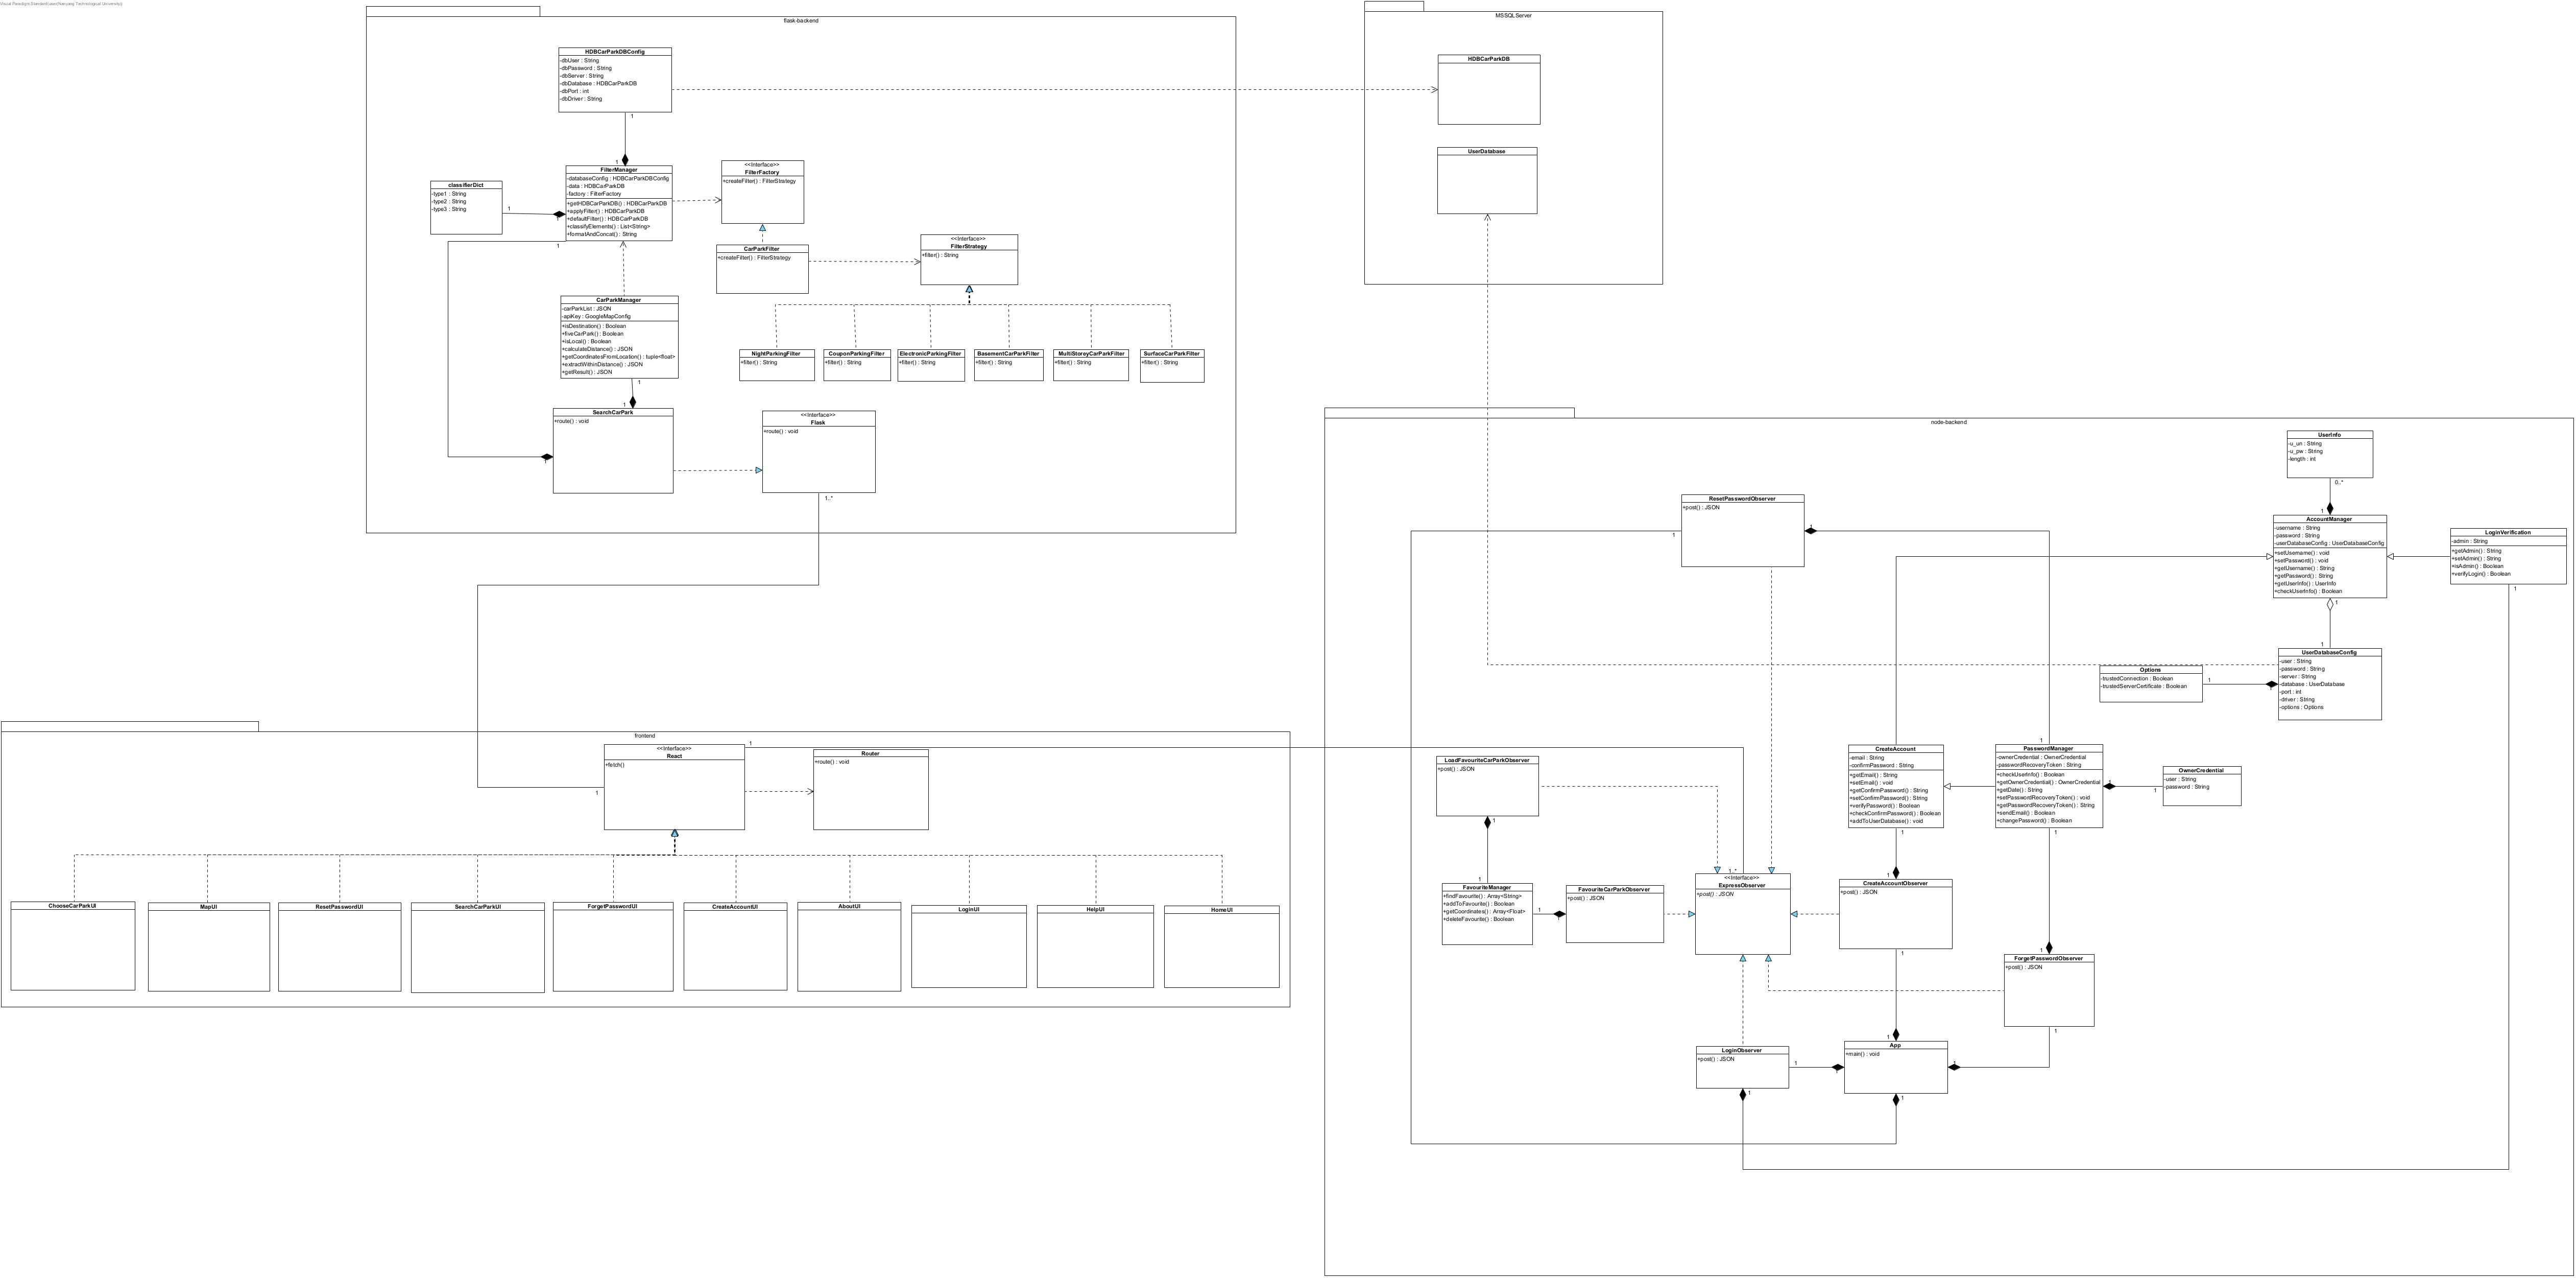 Visual Paradigm Standard(user(Nanyang Technological University))
flask-backend
HDBCarParkDBConfig
-dbUser : String
-dbPassword : String
-dbServer : String
-dbDatabase : HDBCarParkDB
-dbPort : int
-dbDriver : String
1
1
FilterManager
-databaseConfig : HDBCarParkDBConfig
-data : HDBCarParkDB
-factory : FilterFactory
+getHDBCarParkDB() : HDBCarParkDB
+applyFilter() : HDBCarParkDB
+defaultFilter() : HDBCarParkDB
+classifyElements() : List<String>
+formatAndConcat() : String
classifierDict
-type1 : String
-type2 : String
-type3 : String
1
1
1
<<Interface>>
FilterFactory
+createFilter() : FilterStrategy
CarParkFilter
+createFilter() : FilterStrategy
<<Interface>>
FilterStrategy
+filter() : String
NightParkingFilter
+filter() : String
CouponParkingFilter
+filter() : String
ElectronicParkingFilter
+filter() : String
BasementCarParkFilter
+filter() : String
MultiStoreyCarParkFilter
+filter() : String
SurfaceCarParkFilter
+filter() : String
CarParkManager
-carParkList : JSON
-apiKey : GoogleMapConfig
+isDestination() : Boolean
+fiveCarPark() : Boolean
+isLocal() : Boolean
+calculateDistance() : JSON
+getCoordinatesFromLocation() : tuple<float>
+extractWithinDistance() : JSON
+getResult() : JSON
1
1
SearchCarPark
+route() : void
1
<<Interface>>
Flask
+route() : void
1..*
MSSQLServer
HDBCarParkDB
UserDatabase
node-backend
UserInfo
-u_un : String
-u_pw : String
-length : int
0..*
1
AccountManager
-username : String
-password : String
-userDatabaseConfig : UserDatabaseConfig
+setUsername() : void
+setPassword() : void
+getUsername() : String
+getPassword() : String
+getUserInfo() : UserInfo
+checkUserInfo() : Boolean
1
LoginVerification
-admin : String
+getAdmin() : String
+setAdmin() : String
+isAdmin() : Boolean
+verifyLogin() : Boolean
1
ResetPasswordObserver
+post() : JSON
1
1
1
UserDatabaseConfig
-user : String
-password : String
-server : String
-database : UserDatabase
-port : int
-driver : String
-options : Options
Options
-trustedConnection : Boolean
-trustedServerCertificate : Boolean
1
1
CreateAccount
-email : String
-confirmPassword : String
+getEmail() : String
+setEmail() : void
+getConfirmPassword() : String
+setConfirmPassword() : String
+verifyPassword() : Boolean
+checkConfirmPassword() : Boolean
+addToUserDatabase() : void
1
1
1
PasswordManager
-ownerCredential : OwnerCredential
-passwordRecoveryToken : String
+checkUserInfo() : Boolean
+getOwnerCredential() : OwnerCredential
+getDate() : String
+setPasswordRecoveryToken() : void
+getPasswordRecoveryToken() : String
+sendEmail() : Boolean
+changePassword() : Boolean
1
1
1
OwnerCredential
-user : String
-password : String
LoadFavouriteCarParkObserver
+post() : JSON
1
1
FavouriteManager
+findFavourite() : Array<String>
+addToFavourite() : Boolean
+getCoordinates() : Array<Float>
+deleteFavourite() : Boolean
1
1
FavouriteCarParkObserver
+post() : JSON
1..*
<<Interface>>
ExpressObserver
+post() : JSON
CreateAccountObserver
+post() : JSON
1
1
1
ForgetPasswordObserver
+post() : JSON
1
LoginObserver
+post() : JSON
1
1
1
App
+main() : void
1
1
frontend
<<Interface>>
React
+fetch()
1
1
Router
+route() : void
ChooseCarParkUI
MapUI
ResetPasswordUI
SearchCarParkUI
ForgetPasswordUI
CreateAccountUI
AboutUI
LoginUI
HelpUI
HomeUI